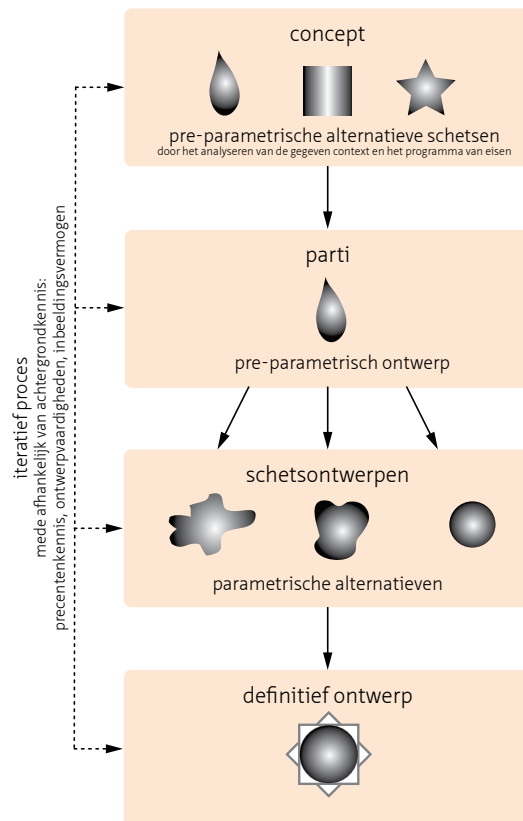 concept
pre-parametrische alternatieve schetsen
door het analyseren van de gegeven context en het programma van eisen
parti
pre-parametrisch ontwerp
schetsontwerpen
parametrische alternatieven
definitief ontwerp
iteratief proces
mede afhankelijk van achtergrondkennis:
precentenkennis, ontwerpvaardigheden, inbeeldingsvermogen